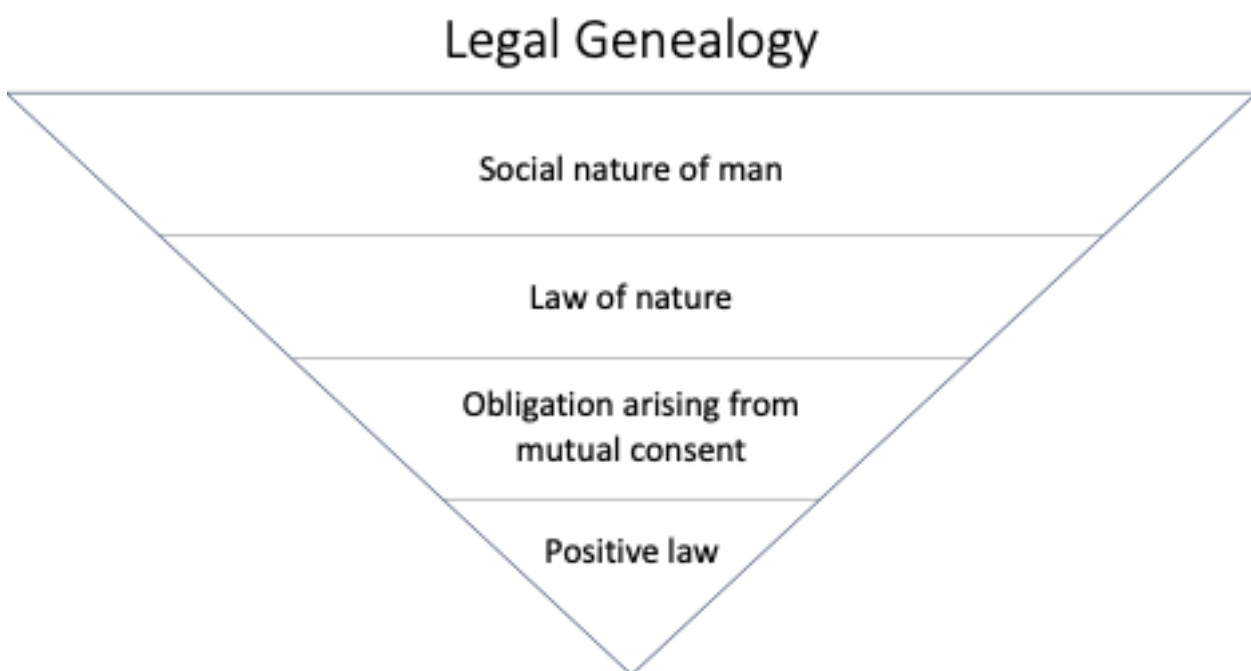 Legal Genealogy
Social nature of man
Law of nature
Obligation arising from
mutual consent
Positive law